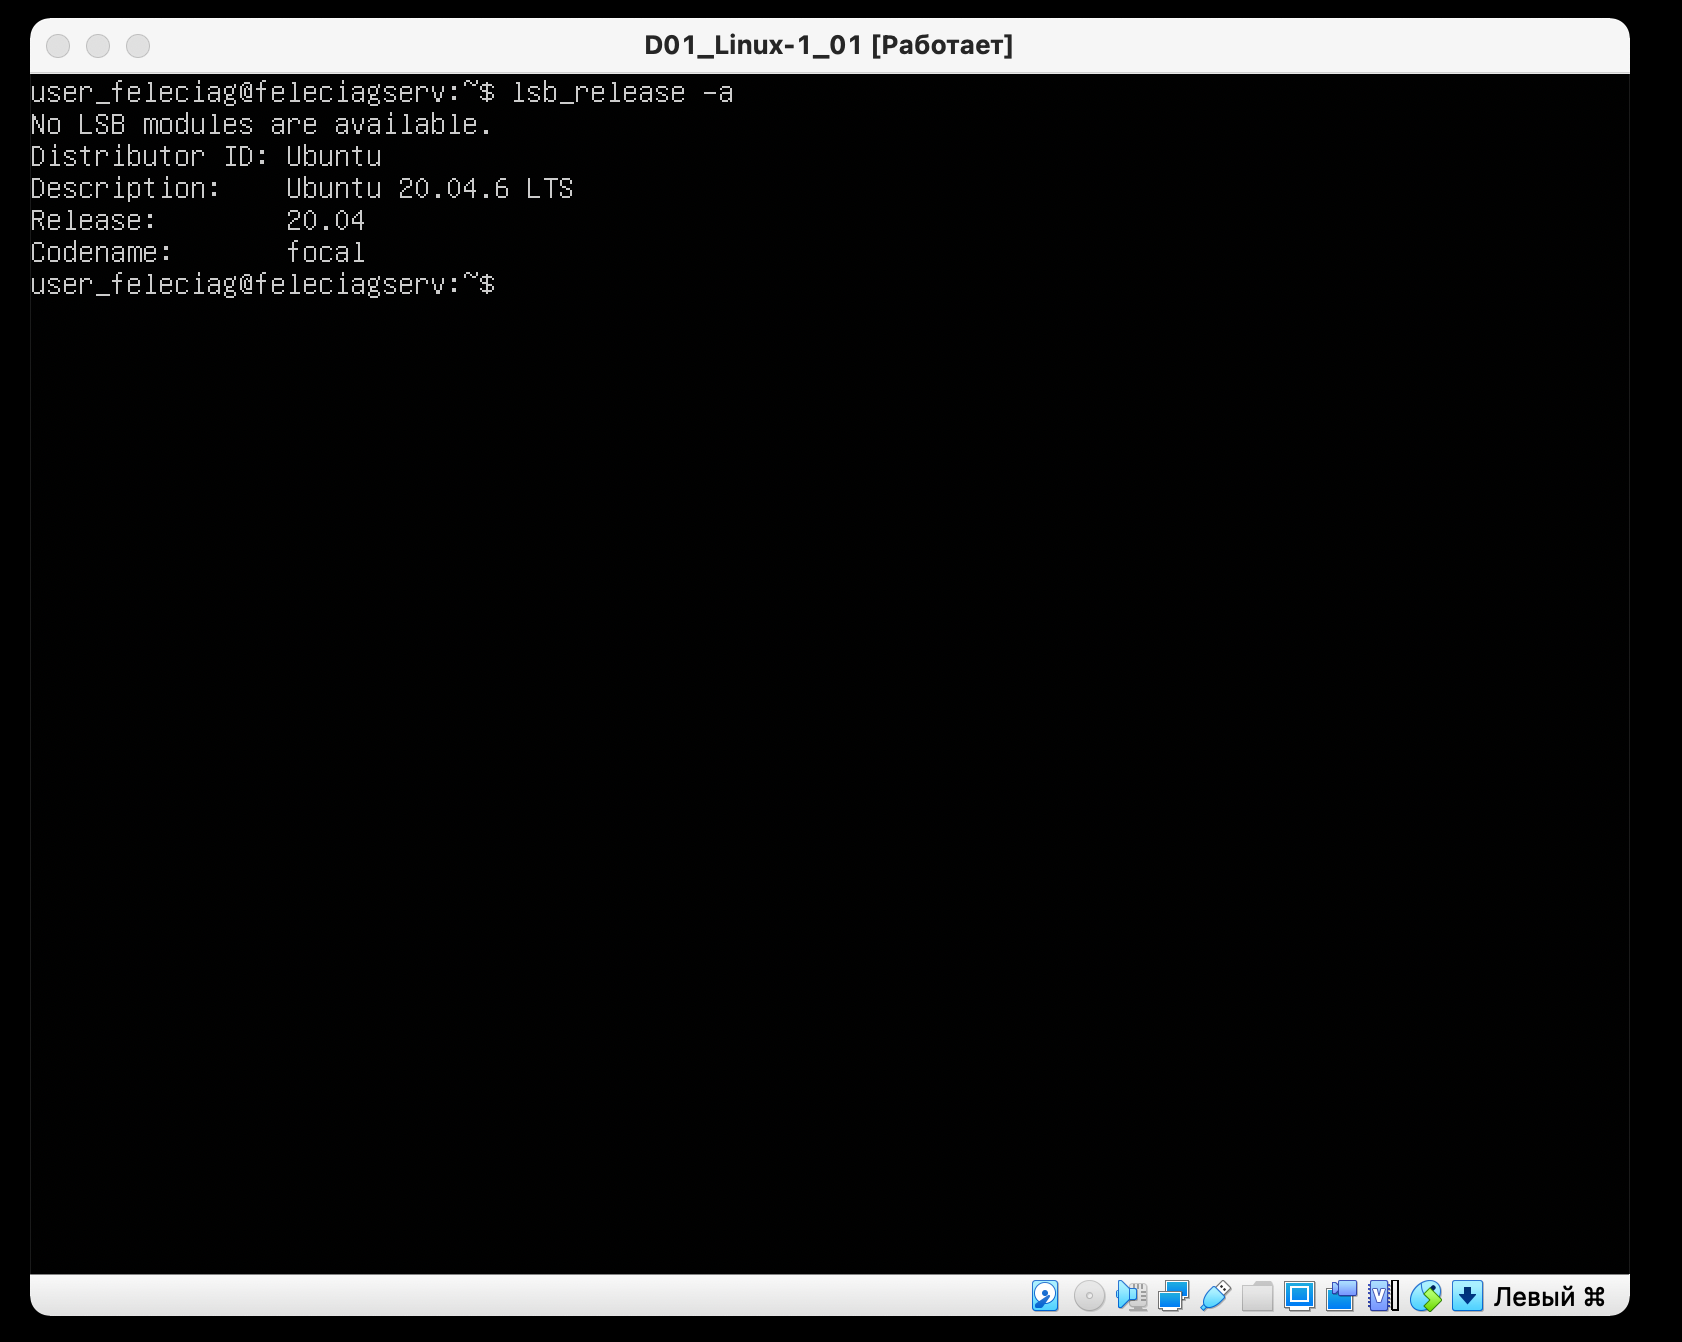 D01_Linux-1_01 [Работает]
user_feleciag@feleciagserv:~$ lsb_release -a
No LSB modules are available.
Distributor ID: Ubuntu
Description:    Ubuntu 20.04.6 LTS
Release:        20.04
Codename:       focal
user_feleciag@feleciagserv:~$
Левый ⌘